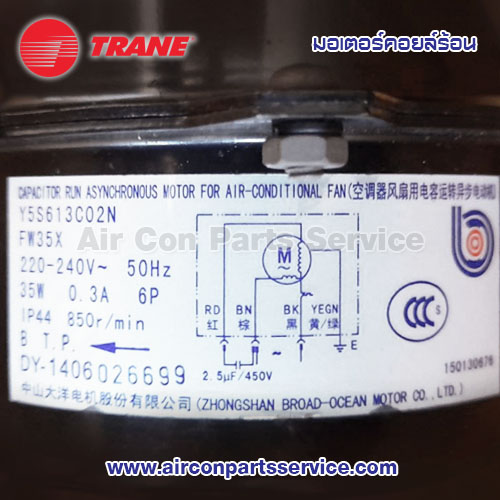 TRANE
มอเตอร์คอยล์ร้อน
CAPACITOR RUN ASYNCHRONOUS MOTOR FOR AIR-CONDITIONAL FAN(空调器风扇用电容运转异步电动机)
Y5S613C02N
FW35X
Air Con Parts Service
220-240V~ 50Hz
35W 0.3A 6P
IP44 850r/min
B T.P.
DY-1406026699
M
RD BN BK YEGN
红 棕 黑 黄/绿
E
2.5μF/450V
~
CCC S
150130676
中山大洋电机股份有限公司(ZHONGSHAN BROAD-OCEAN MOTOR CO.,LTD.)
www.airconpartsservice.com